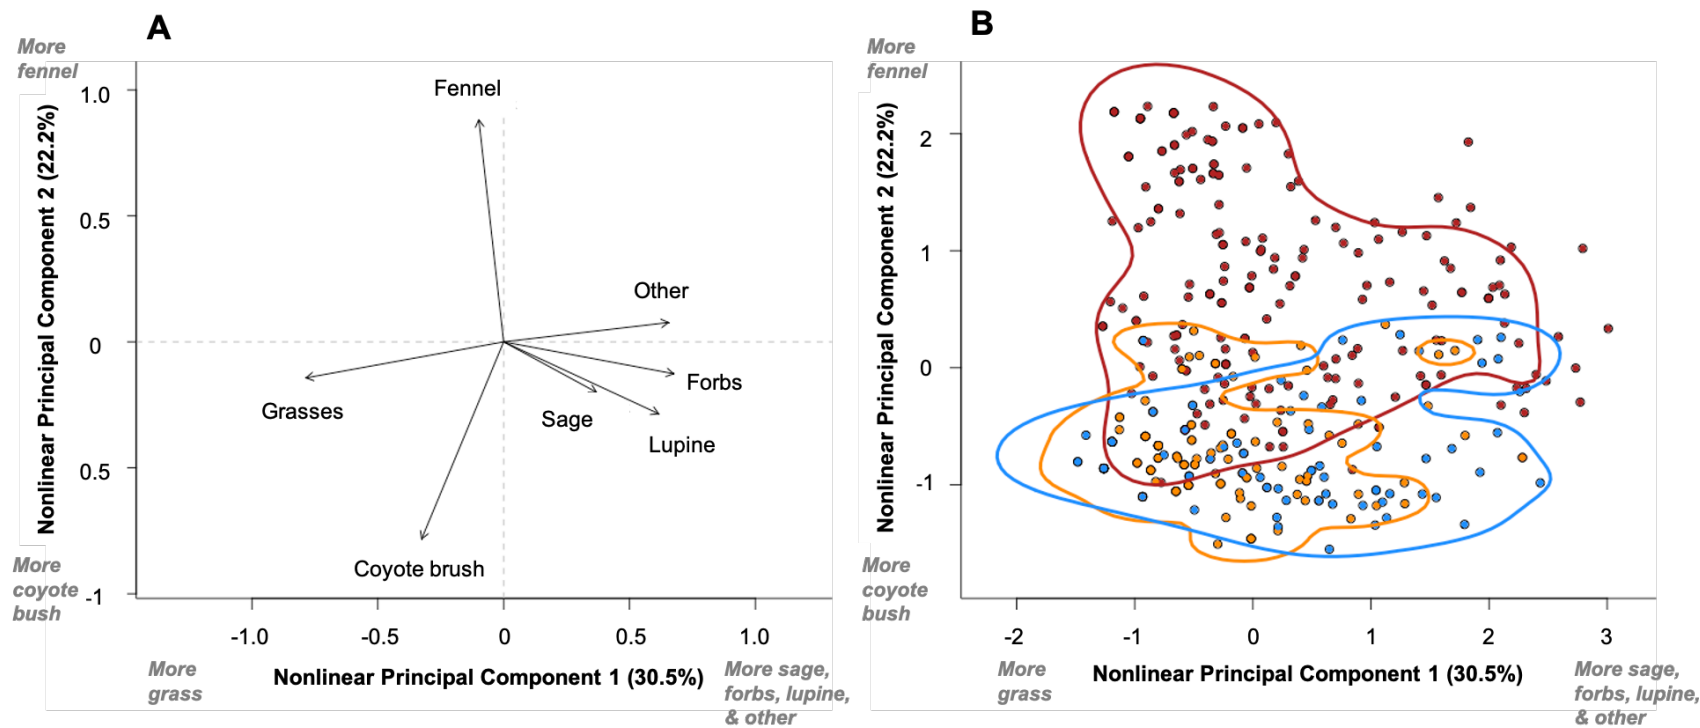 A
More
fennel
Nonlinear Principal Component 2 (22.2%)
1.0
0.5
0
0.5
-1
Fennel
Other
Forbs
Sage
Lupine
Grasses
Coyote brush
More
coyote
bush
-1.0
-0.5
0
0.5
1.0
More
grass
Nonlinear Principal Component 1 (30.5%)
More sage,
forbs, lupine,
& other
B
More
fennel
Nonlinear Principal Component 2 (22.2%)
2
1
0
-1
More
coyote
bush
-2
-1
0
1
2
3
More
grass
Nonlinear Principal Component 1 (30.5%)
More sage,
forbs, lupine,
& other